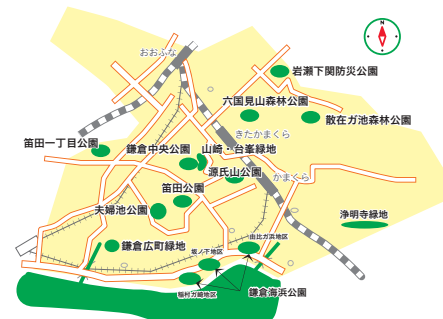 N
おおふな
岩瀬下関防災公園
六国見山森林公園
散在ガ池森林公園
きたかまくら
笛田一丁目公園
鎌倉中央公園
山崎・台峯緑地
源氏山公園
かまくら
笛田公園
夫婦池公園
浄明寺緑地
鎌倉広町緑地
由比ガ浜地区
坂ノ下地区
稲村ガ崎地区
鎌倉海浜公園